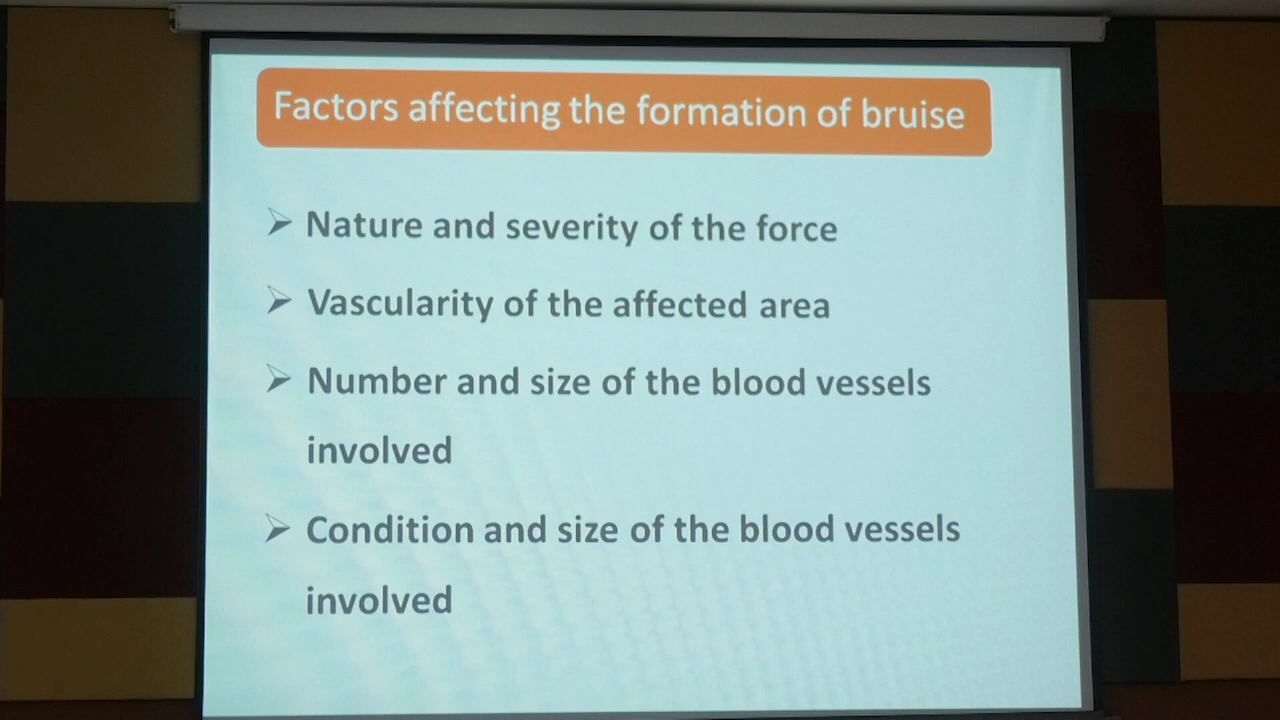 Factors affecting the formation of bruise
➢ Nature and severity of the force
➢ Vascularity of the affected area
➢ Number and size of the blood vessels
involved
➢ Condition and size of the blood vessels
involved